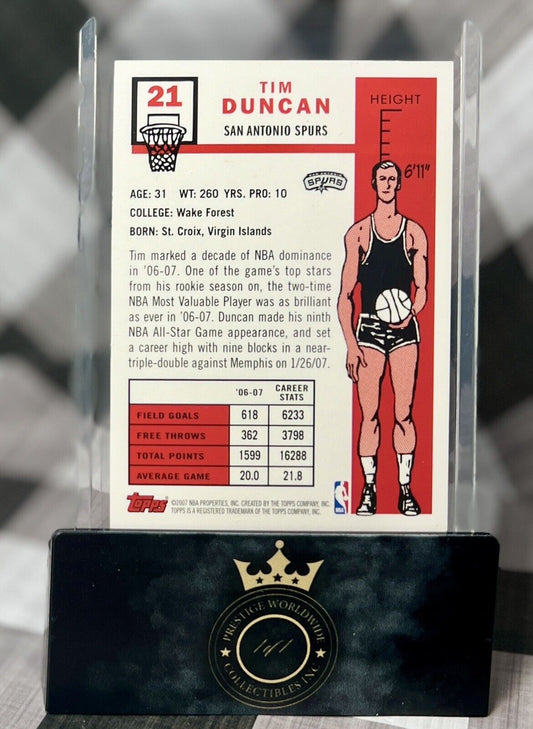 21
TIM
DUNCAN
SAN ANTONIO SPURS
HEIGHT
6'11"
SAN ANTONIO
SPURS
AGE: 31 WT: 260 YRS. PRO: 10
COLLEGE: Wake Forest
BORN: St. Croix, Virgin Islands
Tim marked a decade of NBA dominance
in '06-07. One of the game's top stars
from his rookie season on, the two-time
NBA Most Valuable Player was as brilliant
as ever in '06-07. Duncan made his ninth
NBA All-Star Game appearance, and set
a career high with nine blocks in a near-
triple-double against Memphis on 1/26/07.
'06-07 CAREER STATS
FIELD GOALS 618 6233
FREE THROWS 362 3798
TOTAL POINTS 1599 16288
AVERAGE GAME 20.0 21.8
Topps
©2007 NBA PROPERTIES, INC. CREATED BY THE TOPPS COMPANY, INC.
TOPPS IS A REGISTERED TRADEMARK OF THE TOPPS COMPANY, INC.
NBA
PRESTIGE WORLDWIDE
1of1
COLLECTIBLES INC